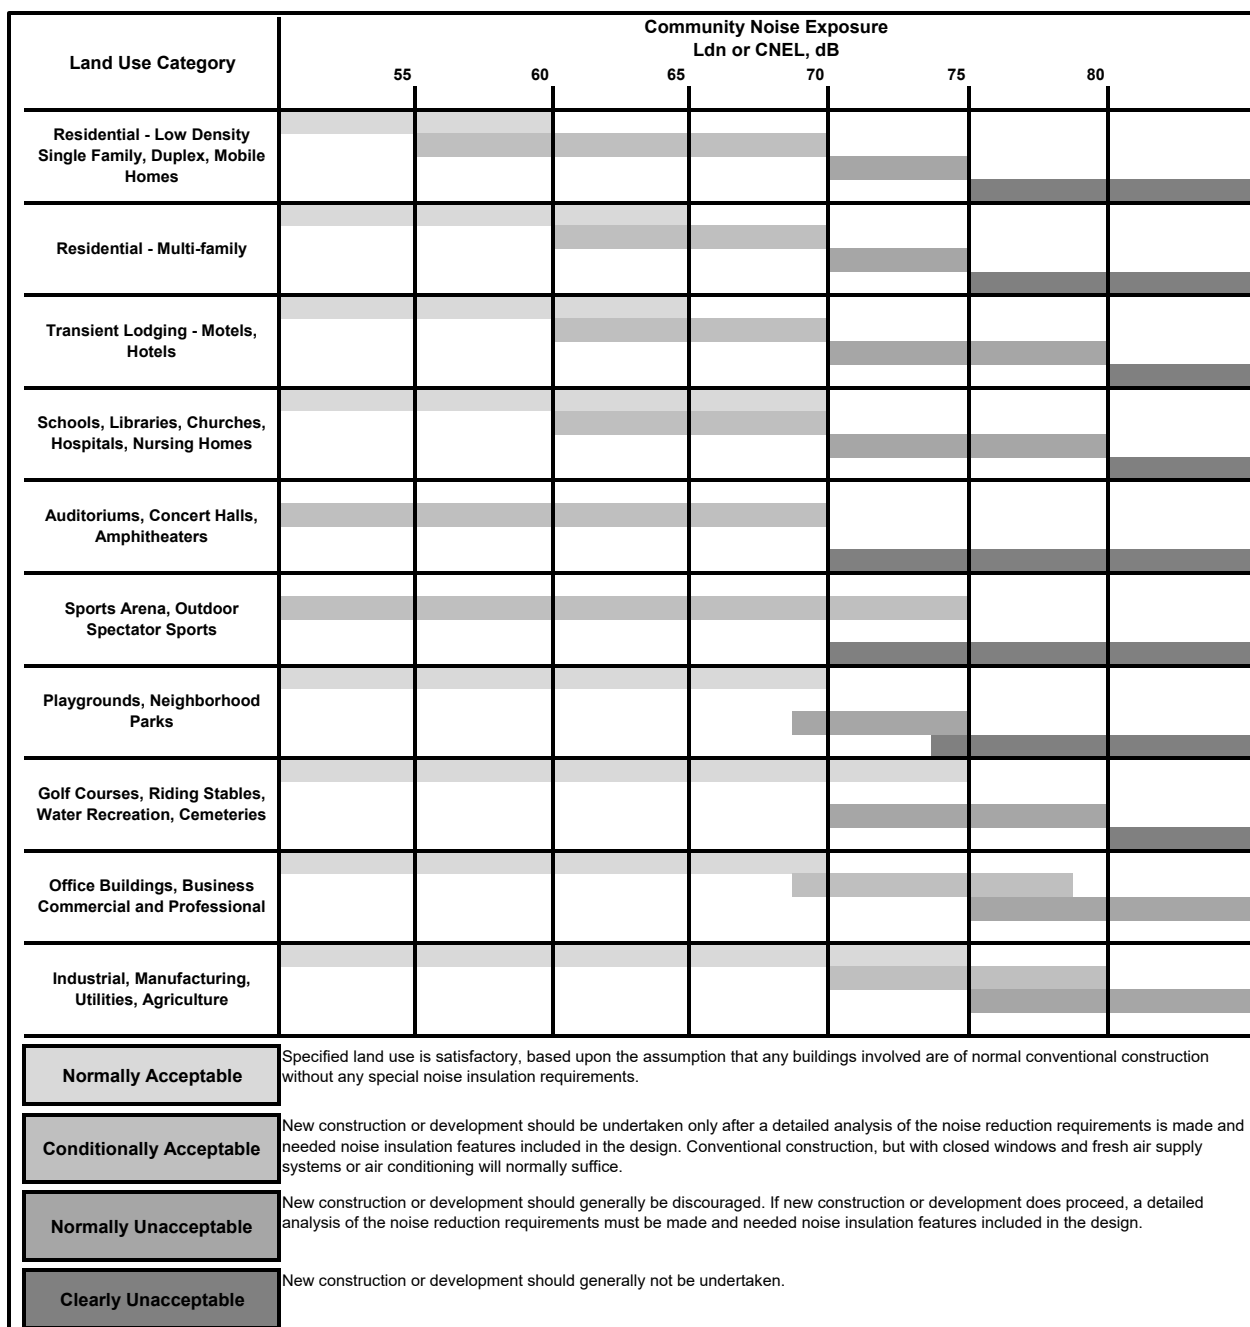 Land Use Category
Community Noise Exposure
Ldn or CNEL, dB
55 60 65 70 75 80
Residential - Low Density
Single Family, Duplex, Mobile
Homes
Residential - Multi-family
Transient Lodging - Motels,
Hotels
Schools, Libraries, Churches,
Hospitals, Nursing Homes
Auditoriums, Concert Halls,
Amphitheaters
Sports Arena, Outdoor
Spectator Sports
Playgrounds, Neighborhood
Parks
Golf Courses, Riding Stables,
Water Recreation, Cemeteries
Office Buildings, Business
Commercial and Professional
Industrial, Manufacturing,
Utilities, Agriculture
Normally Acceptable
Specified land use is satisfactory, based upon the assumption that any buildings involved are of normal conventional construction
without any special noise insulation requirements.
Conditionally Acceptable
New construction or development should be undertaken only after a detailed analysis of the noise reduction requirements is made and
needed noise insulation features included in the design. Conventional construction, but with closed windows and fresh air supply
systems or air conditioning will normally suffice.
Normally Unacceptable
New construction or development should generally be discouraged. If new construction or development does proceed, a detailed
analysis of the noise reduction requirements must be made and needed noise insulation features included in the design.
Clearly Unacceptable
New construction or development should generally not be undertaken.